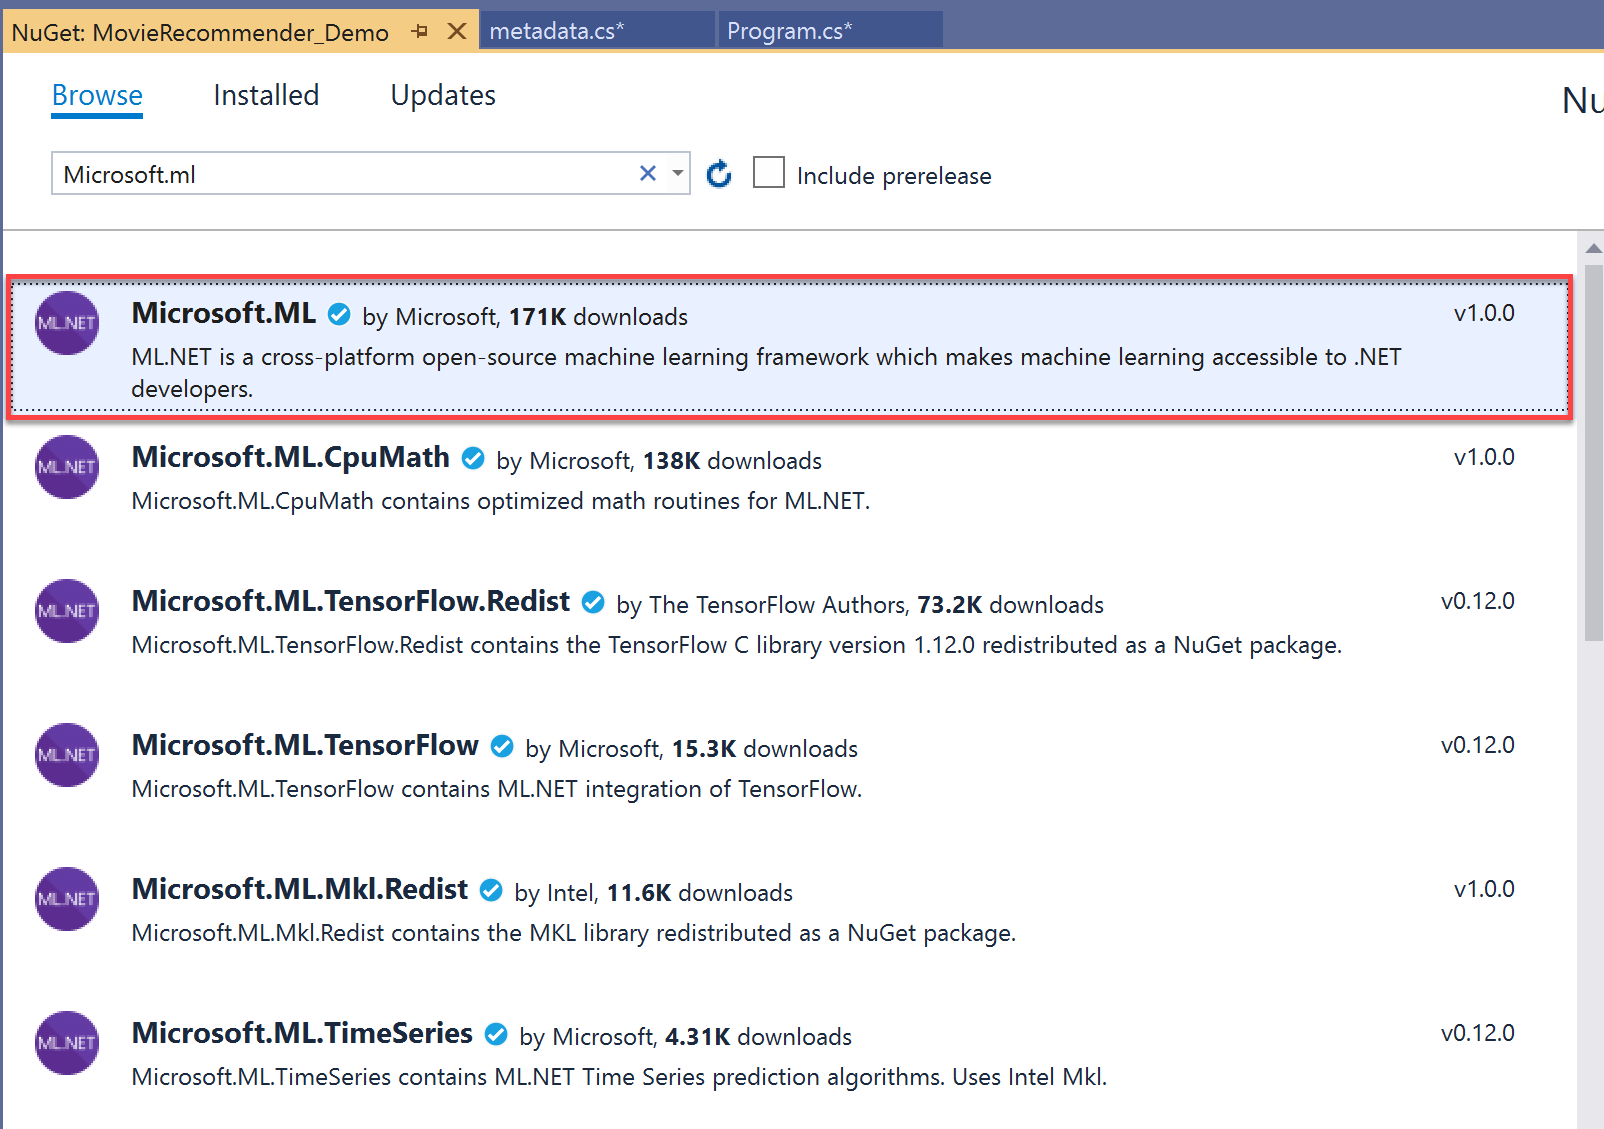 NuGet: MovieRecommender_Demo metadata.cs* Program.cs*
Browse Installed Updates
Nu
Microsoft.ml Include prerelease
ML.NET Microsoft.ML by Microsoft, 171K downloads v1.0.0
ML.NET is a cross-platform open-source machine learning framework which makes machine learning accessible to .NET
developers.
ML.NET Microsoft.ML.CpuMath by Microsoft, 138K downloads v1.0.0
Microsoft.ML.CpuMath contains optimized math routines for ML.NET.
ML.NET Microsoft.ML.TensorFlow.Redist by The TensorFlow Authors, 73.2K downloads v0.12.0
Microsoft.ML.TensorFlow.Redist contains the TensorFlow C library version 1.12.0 redistributed as a NuGet package.
ML.NET Microsoft.ML.TensorFlow by Microsoft, 15.3K downloads v0.12.0
Microsoft.ML.TensorFlow contains ML.NET integration of TensorFlow.
ML.NET Microsoft.ML.Mkl.Redist by Intel, 11.6K downloads v1.0.0
Microsoft.ML.Mkl.Redist contains the MKL library redistributed as a NuGet package.
ML.NET Microsoft.ML.TimeSeries by Microsoft, 4.31K downloads v0.12.0
Microsoft.ML.TimeSeries contains ML.NET Time Series prediction algorithms. Uses Intel Mkl.